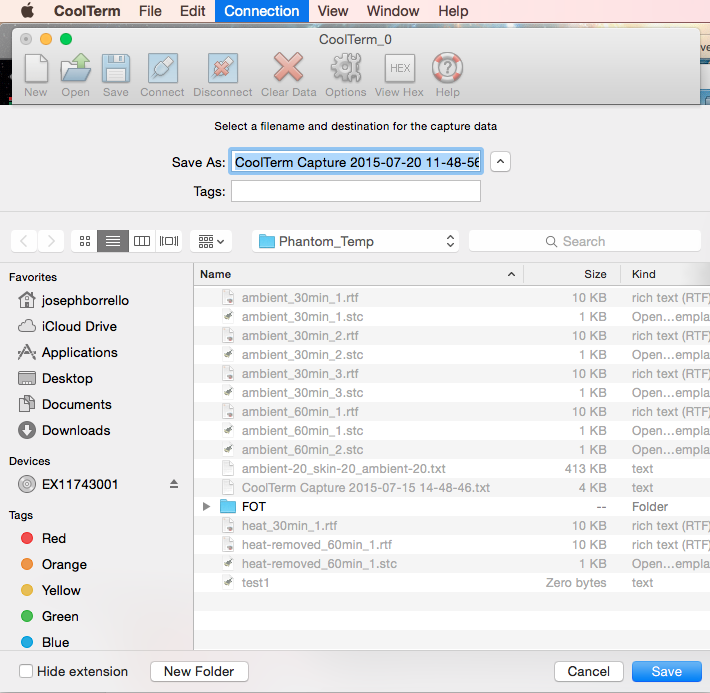 CoolTerm File Edit Connection View Window Help
CoolTerm_0
New Open Save Connect Disconnect Clear Data Options View Hex Help
HEX
Select a filename and destination for the capture data
Save As: CoolTerm Capture 2015-07-20 11-48-56
Tags:
Phantom_Temp Search
Favorites
josephborrello
iCloud Drive
Applications
Desktop
Documents
Downloads
Devices
EX11743001
Tags
Red
Orange
Yellow
Green
Blue
Name Size Kind
ambient_30min_1.rtf 10 KB rich text (RTF)
ambient_30min_1.stc 1 KB Open...empla
ambient_30min_2.rtf 10 KB rich text (RTF)
ambient_30min_2.stc 1 KB Open...empla
ambient_30min_3.rtf 10 KB rich text (RTF)
ambient_30min_3.stc 1 KB Open...empla
ambient_60min_1.rtf 10 KB rich text (RTF)
ambient_60min_1.stc 1 KB Open...empla
ambient_60min_2.stc 1 KB Open...empla
ambient-20_skin-20_ambient-20.txt 413 KB text
CoolTerm Capture 2015-07-15 14-48-46.txt 4 KB text
FOT -- Folder
heat_30min_1.rtf 10 KB rich text (RTF)
heat-removed_60min_1.rtf 10 KB rich text (RTF)
heat-removed_60min_1.stc 1 KB Open...empla
test1 Zero bytes text
Hide extension New Folder Cancel Save